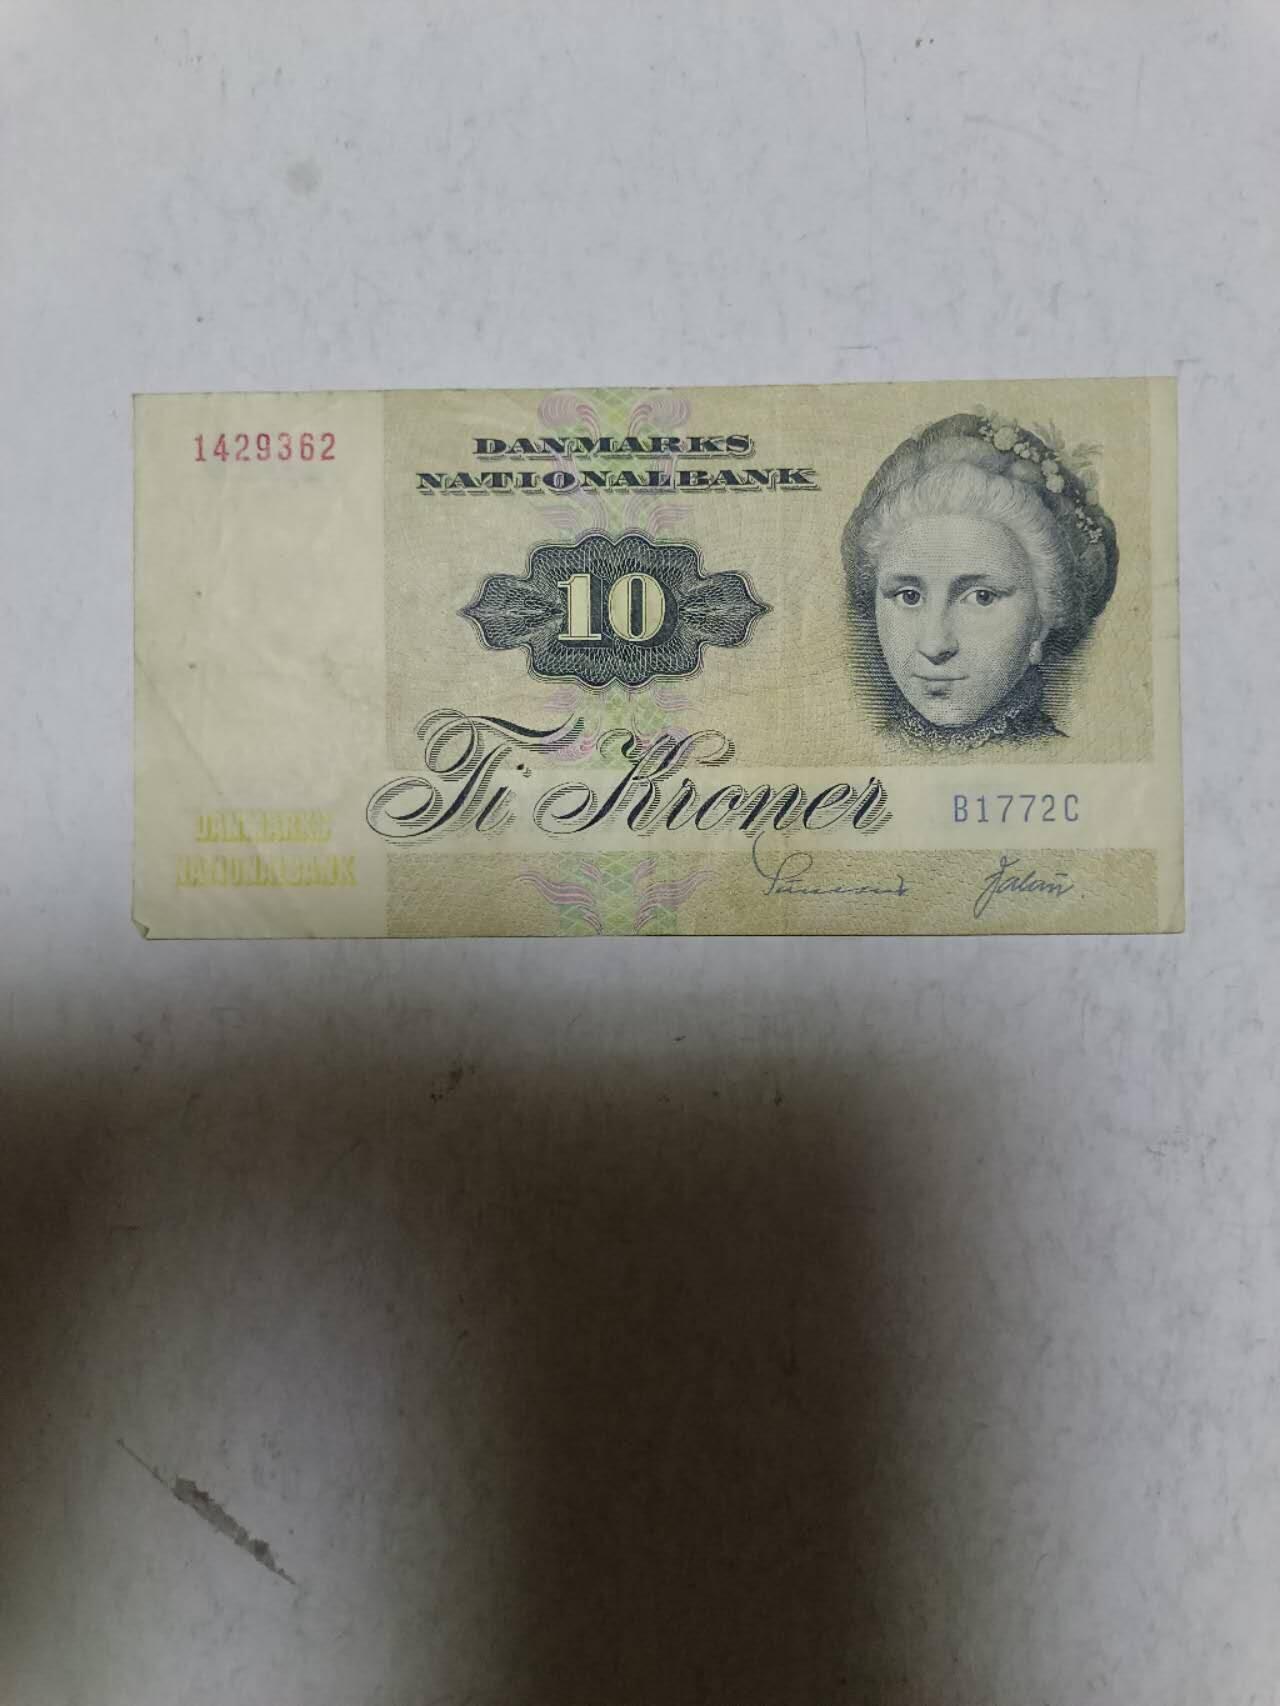 1429362
DANMARKS
NATIONALBANK
10
Ti Kroner
B1772C
DANMARKS
NATIONALBANK